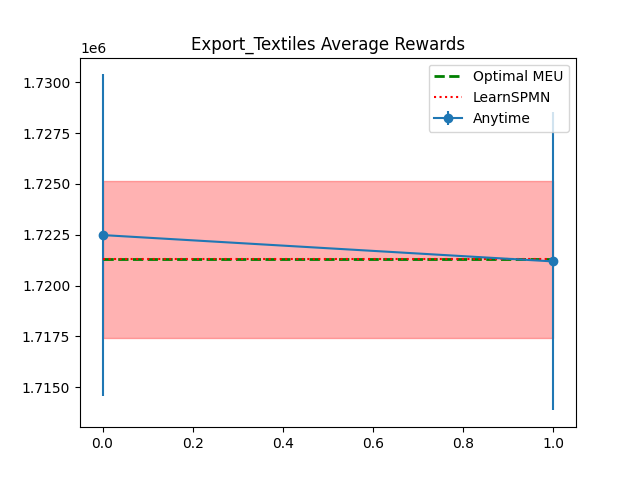 Export_Textiles Average Rewards
1e6
1.7300
1.7275
1.7250
1.7225
1.7200
1.7175
1.7150
Optimal MEU
LearnSPMN
Anytime
0.0 0.2 0.4 0.6 0.8 1.0